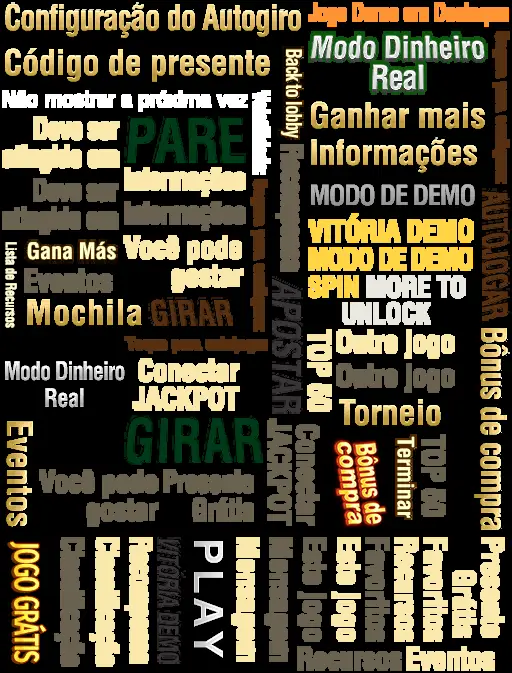 Configuração do Autogiro
Jogo Demo em Destaque
Código de presente
Back to lobby
Modo Dinheiro
Real
Não mostrar a próxima vez
Ganhar mais
Deve ser
atingido em
PARE
Informações
Informações
Recompensa
Deve ser
atingido em
Informações
MODO DE DEMO
AUTOJOGAR
VITÓRIA DEMO
MODO DE DEMO
SPIN
MORE TO
UNLOCK
Lista de Recursos
Gana Más
Você pode
gostar
Eventos
Mochila
GIRAR
APOSTAR
TOP 60
Outro jogo
Outro jogo
Bônus de compra
Modo Dinheiro
Real
Conectar
JACKPOT
Torneio
Eventos
GIRAR
Conectar
JACKPOT
Bônus de
compra
Terminar
TOP 60
Você pode
gostar
Presente
Grátis
JOGO GRÁTIS
Classificação
Classificação
Recompensa
VITÓRIA DEMO
PLAY
Mensagem
Mensagem
Este jogo
Este jogo
Favoritos
Recursos
Favoritos
Presente
Grátis
Recursos
Eventos